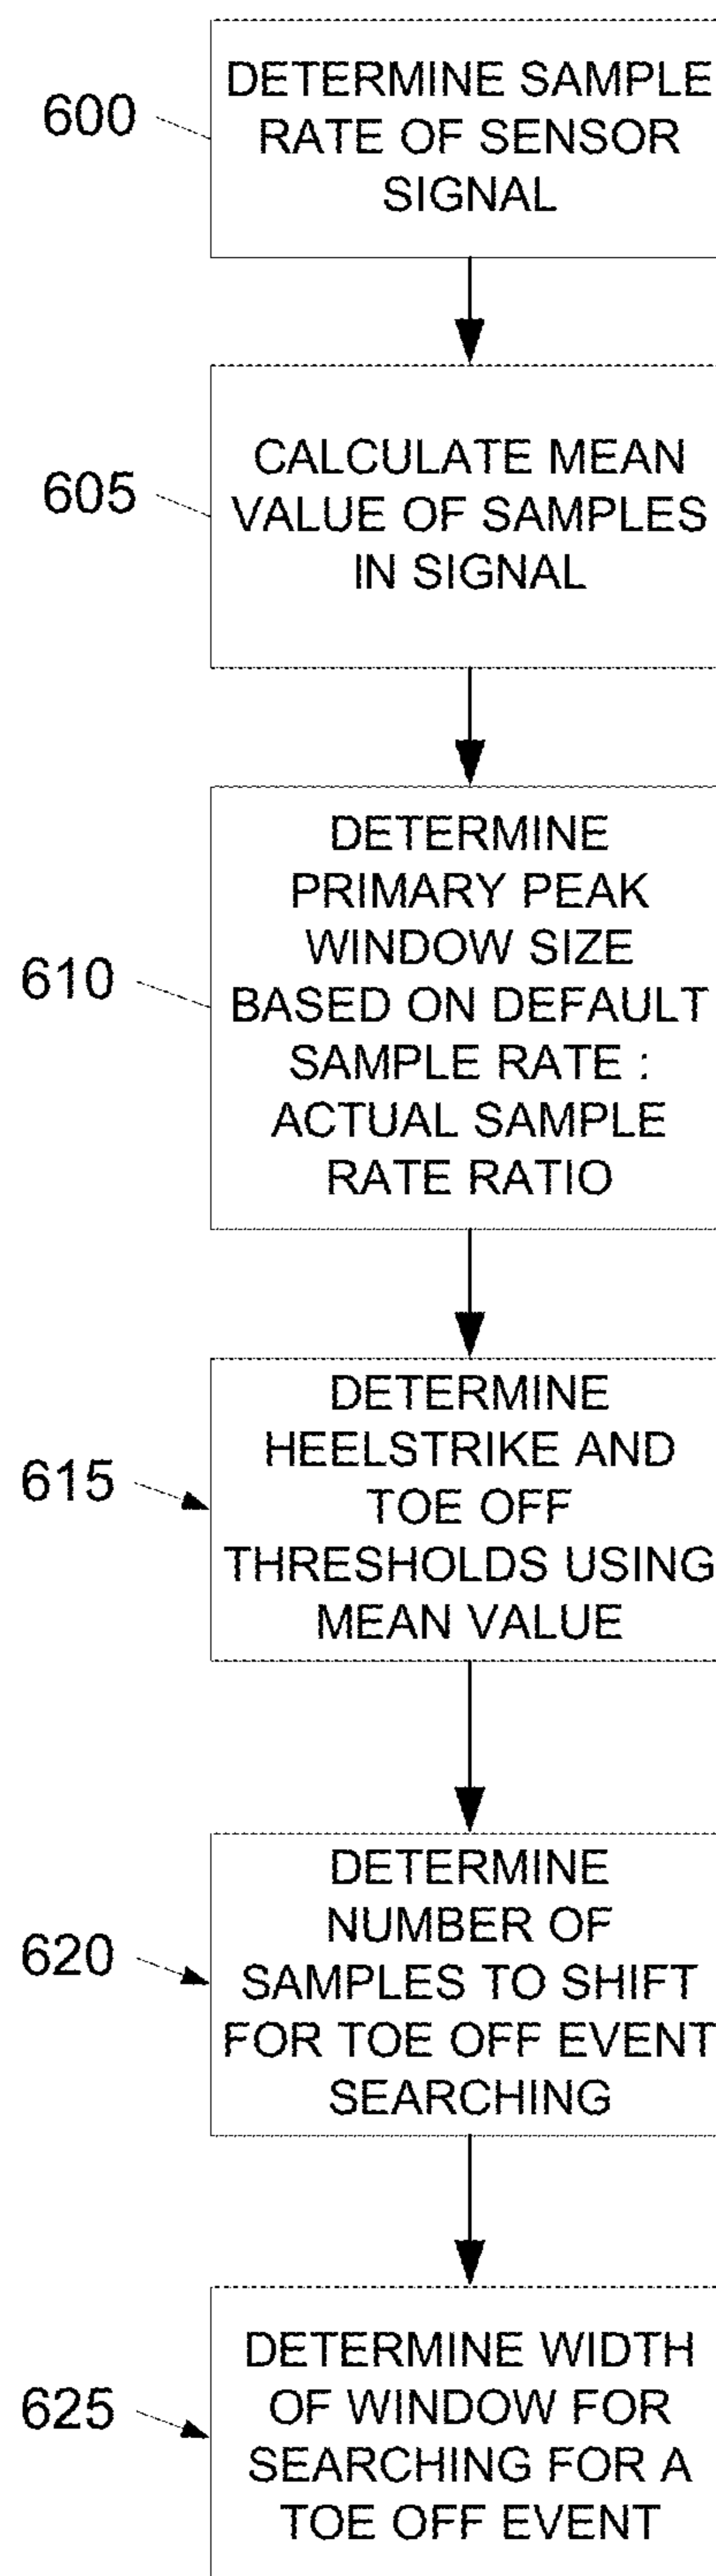 600
DETERMINE SAMPLE
RATE OF SENSOR
SIGNAL
605
CALCULATE MEAN
VALUE OF SAMPLES
IN SIGNAL
610
DETERMINE
PRIMARY PEAK
WINDOW SIZE
BASED ON DEFAULT
SAMPLE RATE :
ACTUAL SAMPLE
RATE RATIO
615
DETERMINE
HEELSTRIKE AND
TOE OFF
THRESHOLDS USING
MEAN VALUE
620
DETERMINE
NUMBER OF
SAMPLES TO SHIFT
FOR TOE OFF EVENT
SEARCHING
625
DETERMINE WIDTH
OF WINDOW FOR
SEARCHING FOR A
TOE OFF EVENT